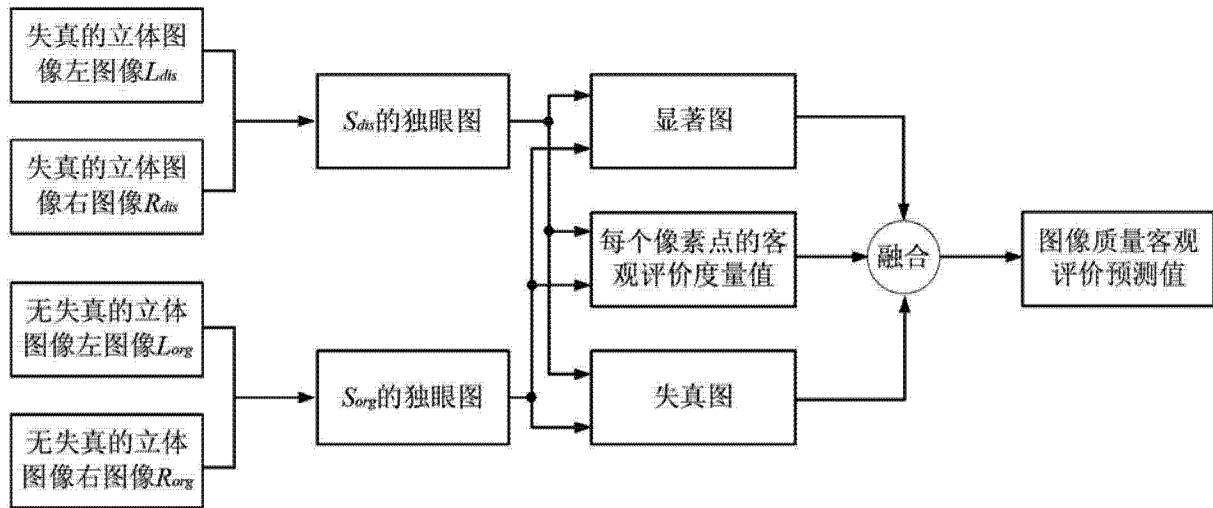 失真的立体图
像左图像Ldis
失真的立体图
像右图像Rdis
无失真的立体
图像左图像Lorg
无失真的立体
图像右图像Rorg
Sdis的独眼图
Sorg的独眼图
显著图
每个像素点的客
观评价度量值
失真图
融合
图像质量客观
评价预测值